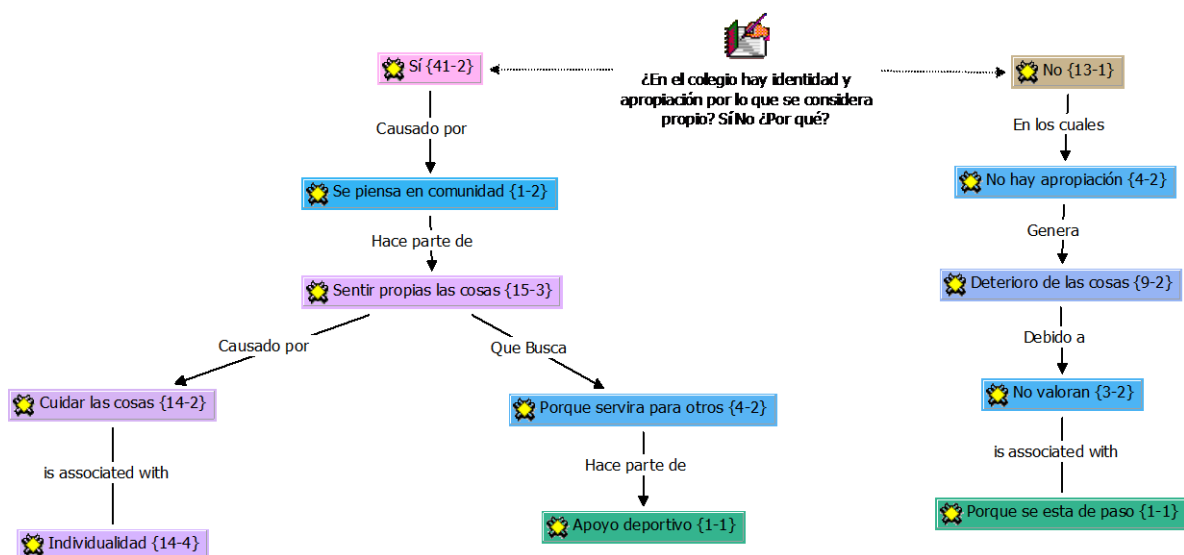 ¿En el colegio hay identidad y
apropiación por lo que se considera
propio? Sí No ¿Por qué?
Sí {41-2}
No {13-1}
Causado por
En los cuales
Se piensa en comunidad {1-2}
No hay apropiación {4-2}
Hace parte de
Genera
Sentir propias las cosas {15-3}
Deterioro de las cosas {9-2}
Causado por
Que Busca
Debido a
Cuidar las cosas {14-2}
Porque servira para otros {4-2}
No valoran {3-2}
is associated with
Hace parte de
is associated with
Individualidad {14-4}
Apoyo deportivo {1-1}
Porque se esta de paso {1-1}